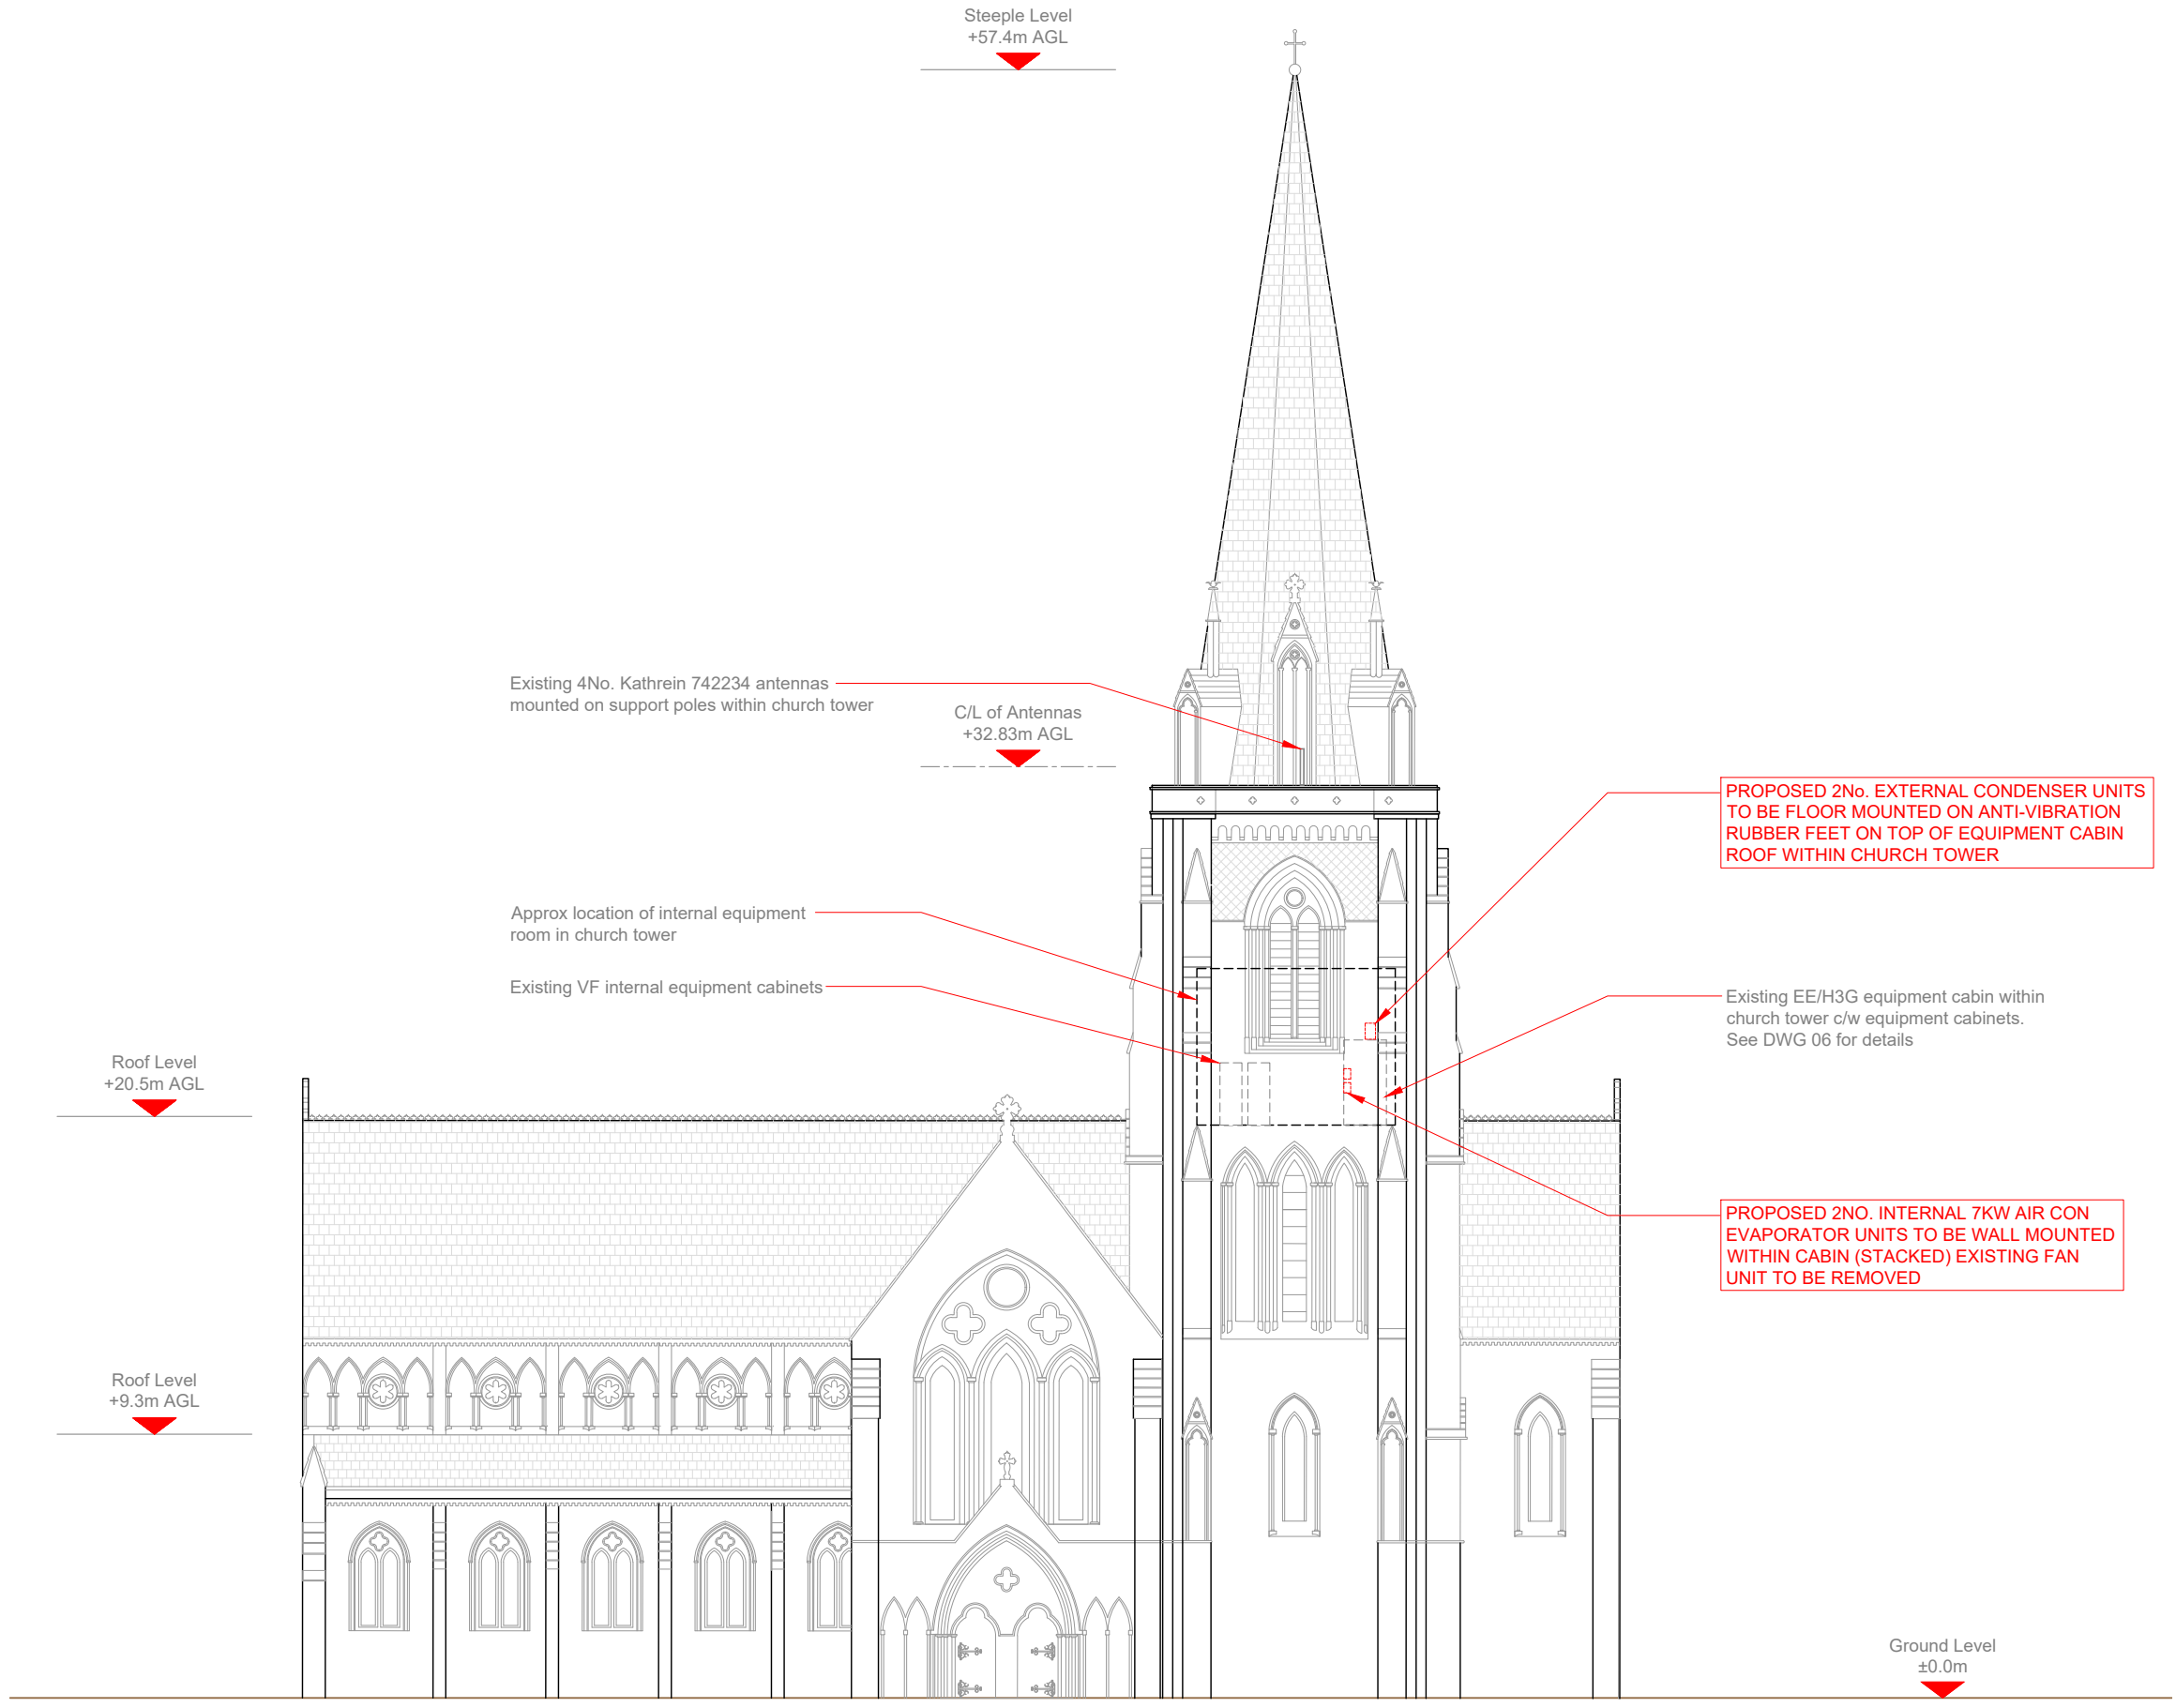 Steeple Level
+57.4m AGL
Existing 4No. Kathrein 742234 antennas
mounted on support poles within church tower
C/L of Antennas
+32.83m AGL
PROPOSED 2No. EXTERNAL CONDENSER UNITS
TO BE FLOOR MOUNTED ON ANTI-VIBRATION
RUBBER FEET ON TOP OF EQUIPMENT CABIN
ROOF WITHIN CHURCH TOWER
Approx location of internal equipment
room in church tower
Existing VF internal equipment cabinets
Existing EE/H3G equipment cabin within
church tower c/w equipment cabinets.
See DWG 06 for details
Roof Level
+20.5m AGL
PROPOSED 2NO. INTERNAL 7KW AIR CON
EVAPORATOR UNITS TO BE WALL MOUNTED
WITHIN CABIN (STACKED) EXISTING FAN
UNIT TO BE REMOVED
Roof Level
+9.3m AGL
Ground Level
±0.0m